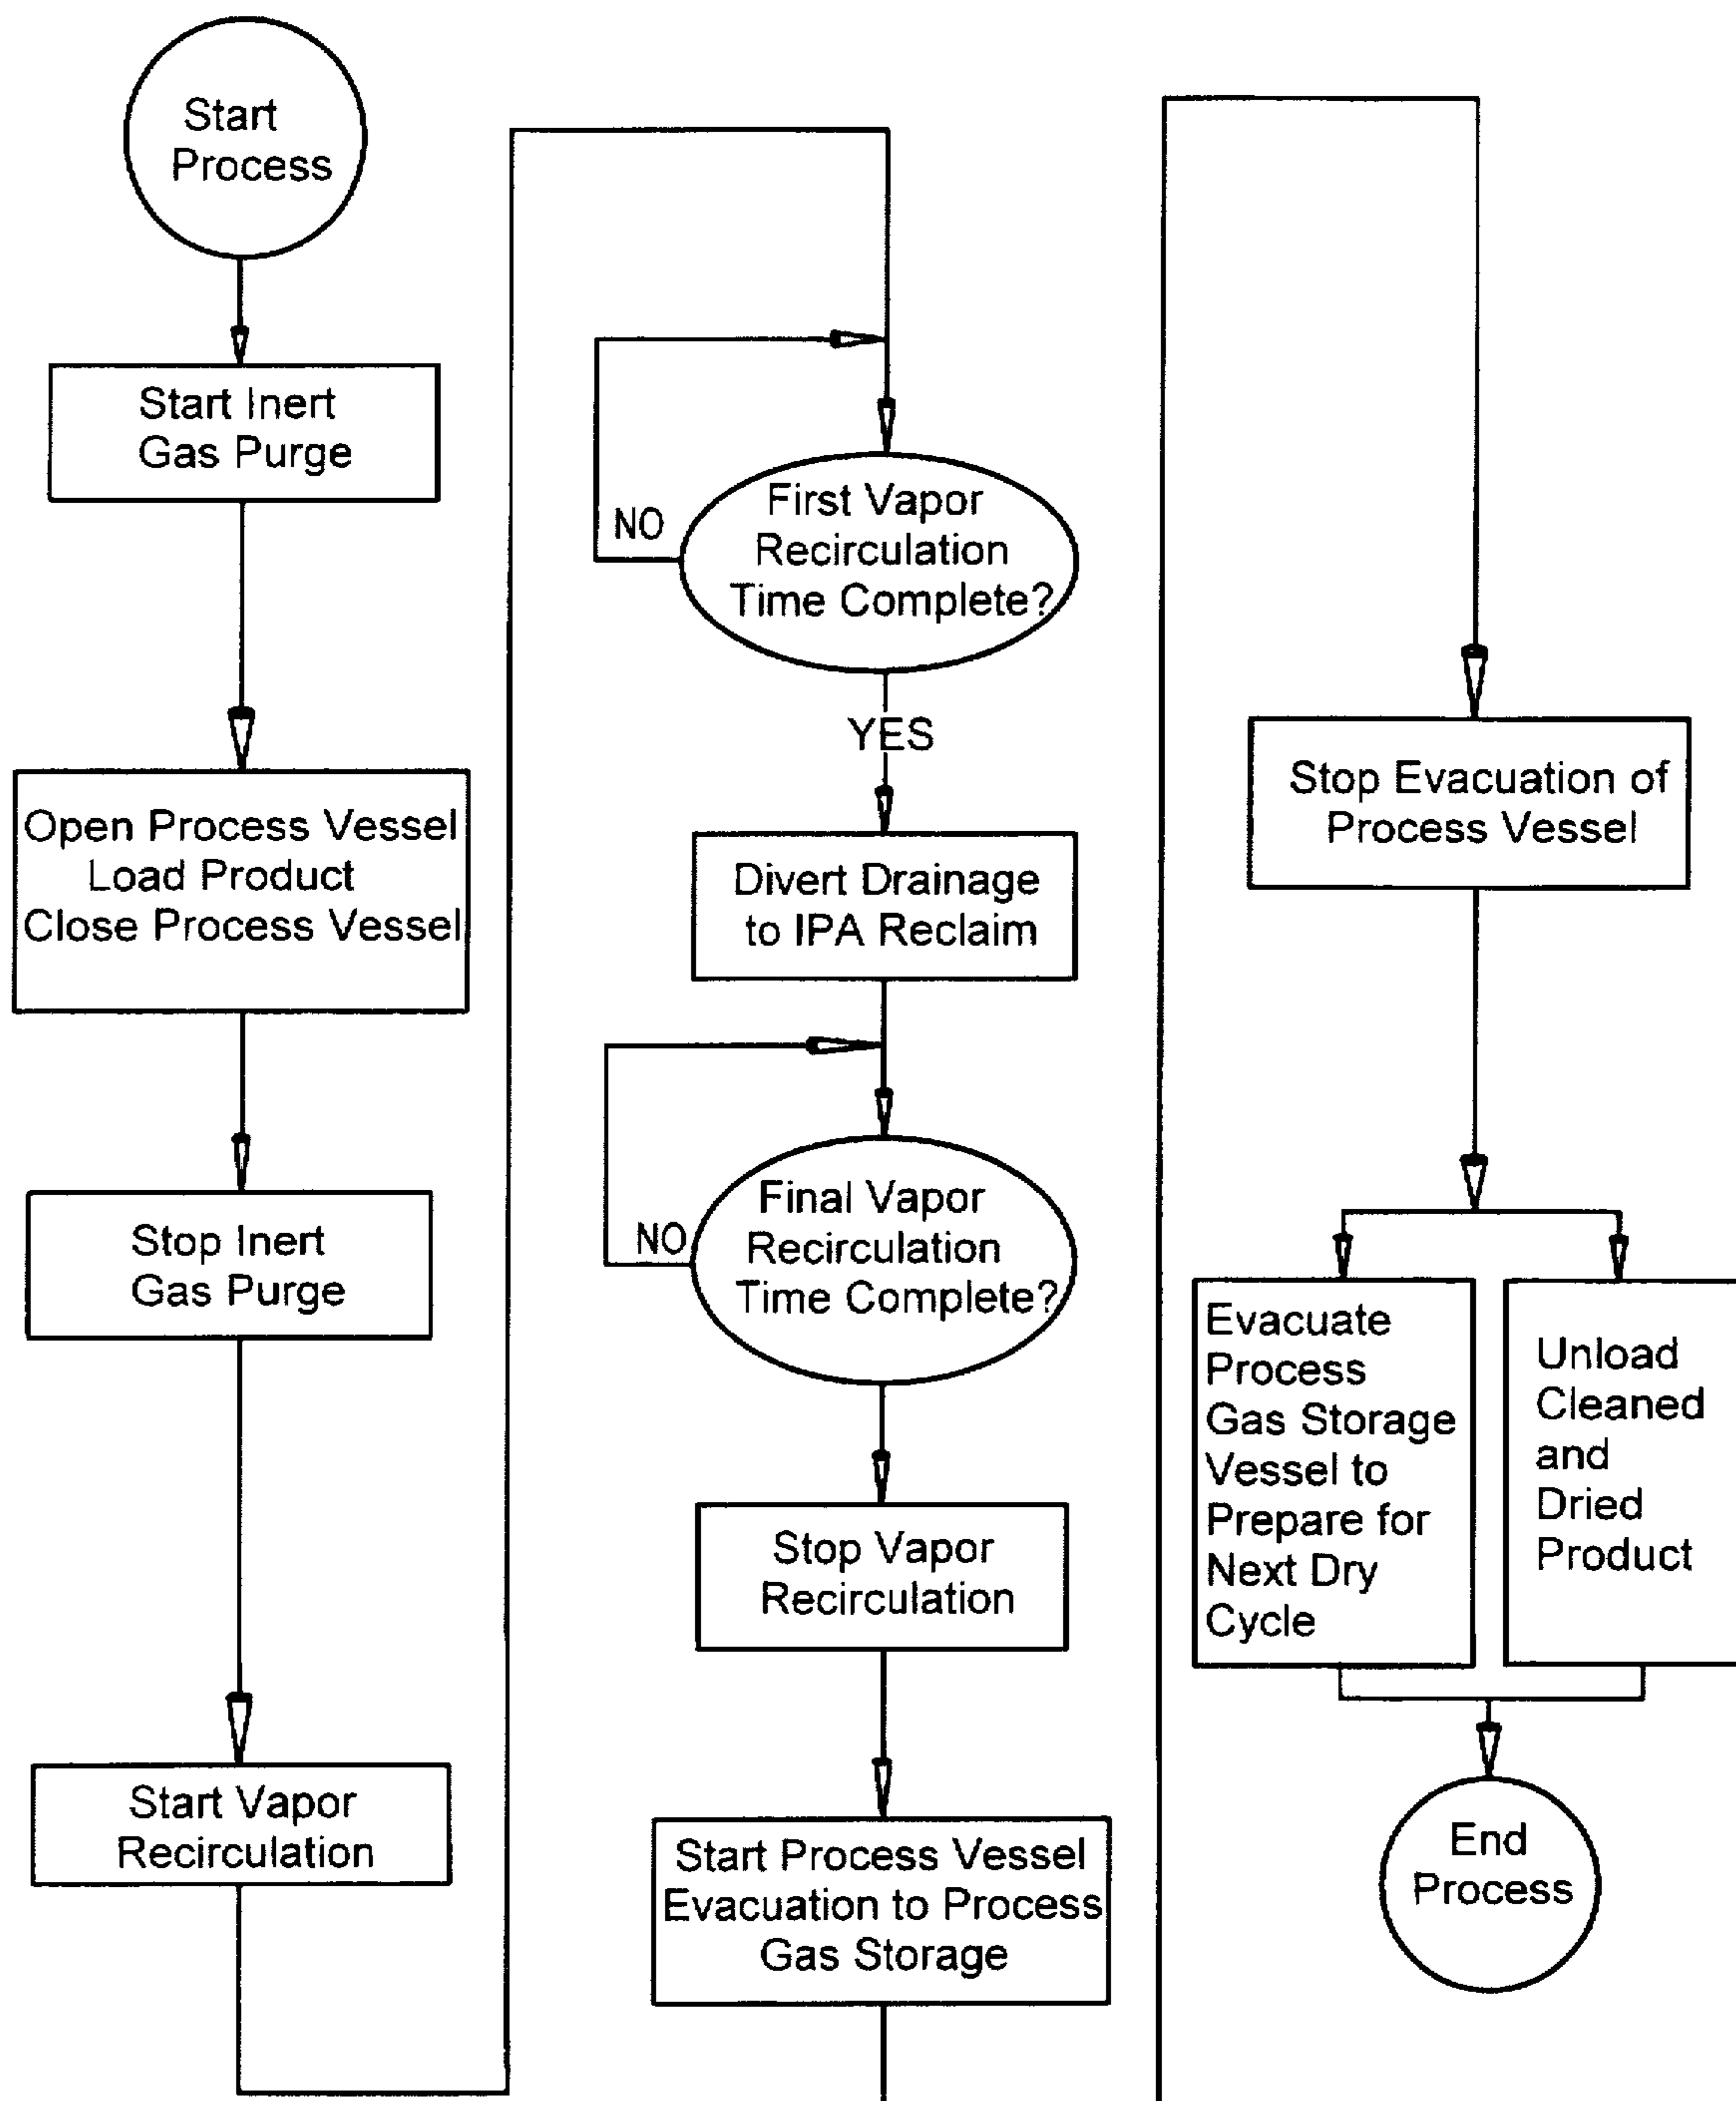 Start
Process
Start Inert
Gas Purge
Open Process Vessel
Load Product
Close Process Vessel
Stop Inert
Gas Purge
Start Vapor
Recirculation
First Vapor
Recirculation
Time Complete?
NO
YES
Divert Drainage
to IPA Reclaim
Final Vapor
Recirculation
Time Complete?
NO
Stop Vapor
Recirculation
Start Process Vessel
Evacuation to Process
Gas Storage
Stop Evacuation of
Process Vessel
Evacuate
Process
Gas Storage
Vessel to
Prepare for
Next Dry
Cycle
Unload
Cleaned
and
Dried
Product
End
Process